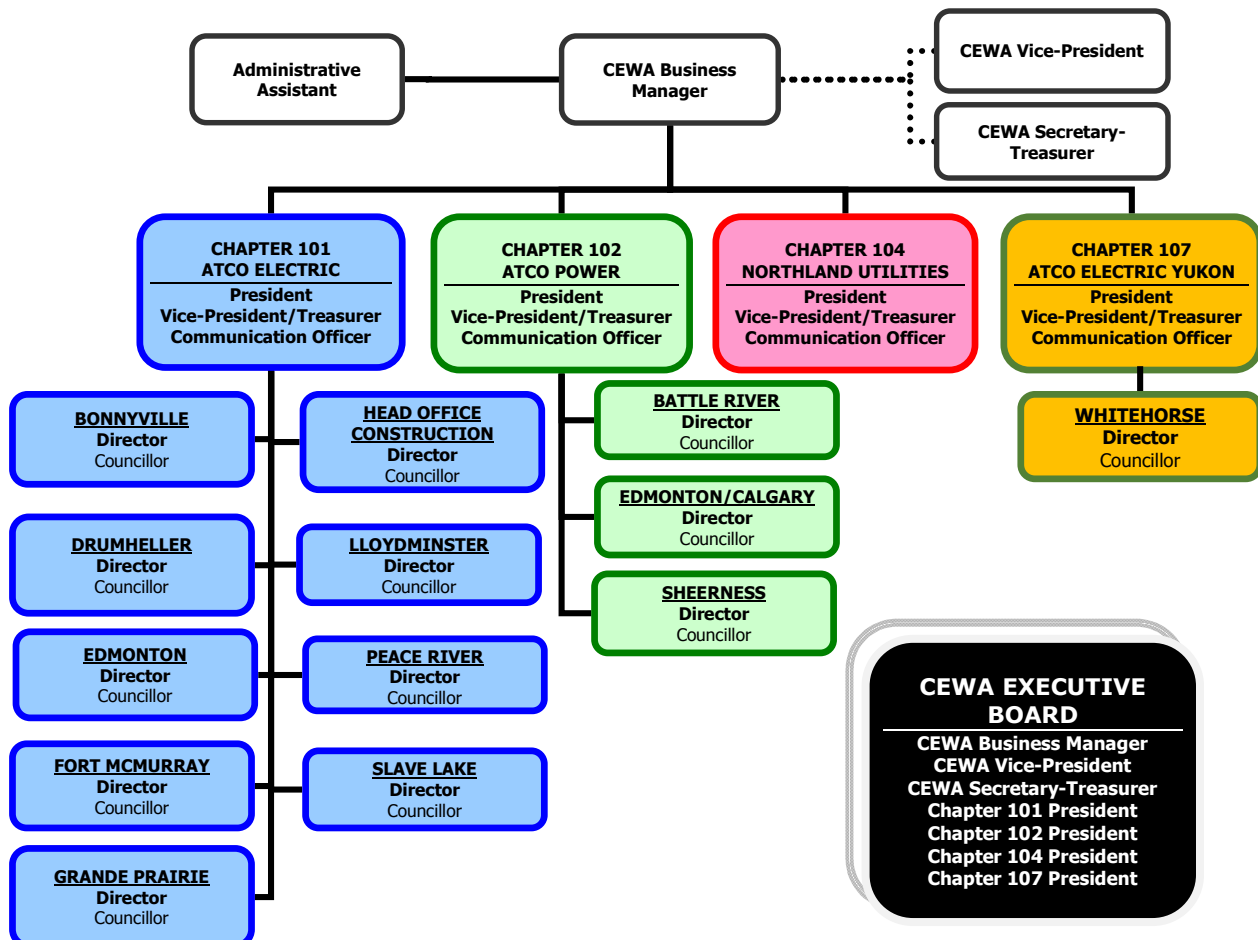 Administrative
Assistant
CEWA Business
Manager
CEWA Vice-President
CEWA Secretary-
Treasurer
CHAPTER 101
ATCO ELECTRIC
President
Vice-President/Treasurer
Communication Officer
CHAPTER 102
ATCO POWER
President
Vice-President/Treasurer
Communication Officer
CHAPTER 104
NORTHLAND UTILITIES
President
Vice-President/Treasurer
Communication Officer
CHAPTER 107
ATCO ELECTRIC YUKON
President
Vice-President/Treasurer
Communication Officer
BONNYVILLE
Director
Councillor
HEAD OFFICE
CONSTRUCTION
Director
Councillor
DRUMHELLER
Director
Councillor
LLOYDMINSTER
Director
Councillor
EDMONTON
Director
Councillor
PEACE RIVER
Director
Councillor
FORT MCMURRAY
Director
Councillor
SLAVE LAKE
Director
Councillor
GRANDE PRAIRIE
Director
Councillor
BATTLE RIVER
Director
Councillor
EDMONTON/CALGARY
Director
Councillor
SHEERNESS
Director
Councillor
WHITEHORSE
Director
Councillor
CEWA EXECUTIVE
BOARD
CEWA Business Manager
CEWA Vice-President
CEWA Secretary-Treasurer
Chapter 101 President
Chapter 102 President
Chapter 104 President
Chapter 107 President